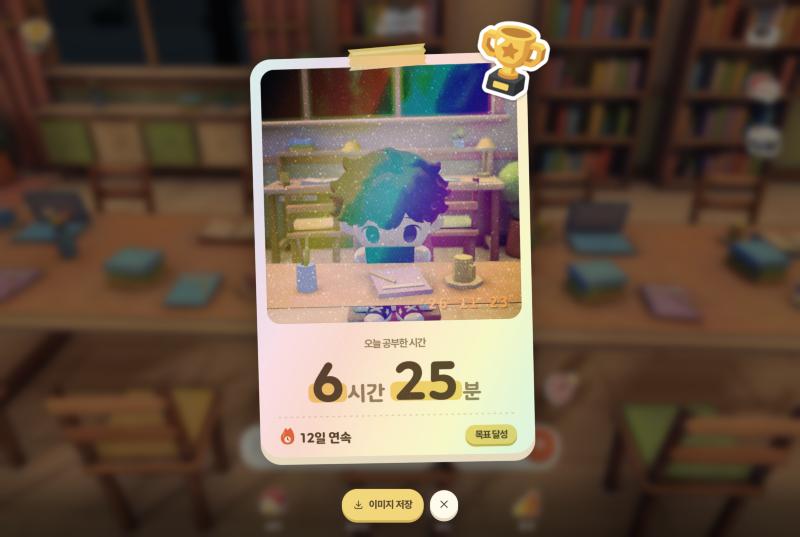 26 11 23
오늘 공부한 시간
6시간 25분
12일 연속
목표 달성
이미지 저장